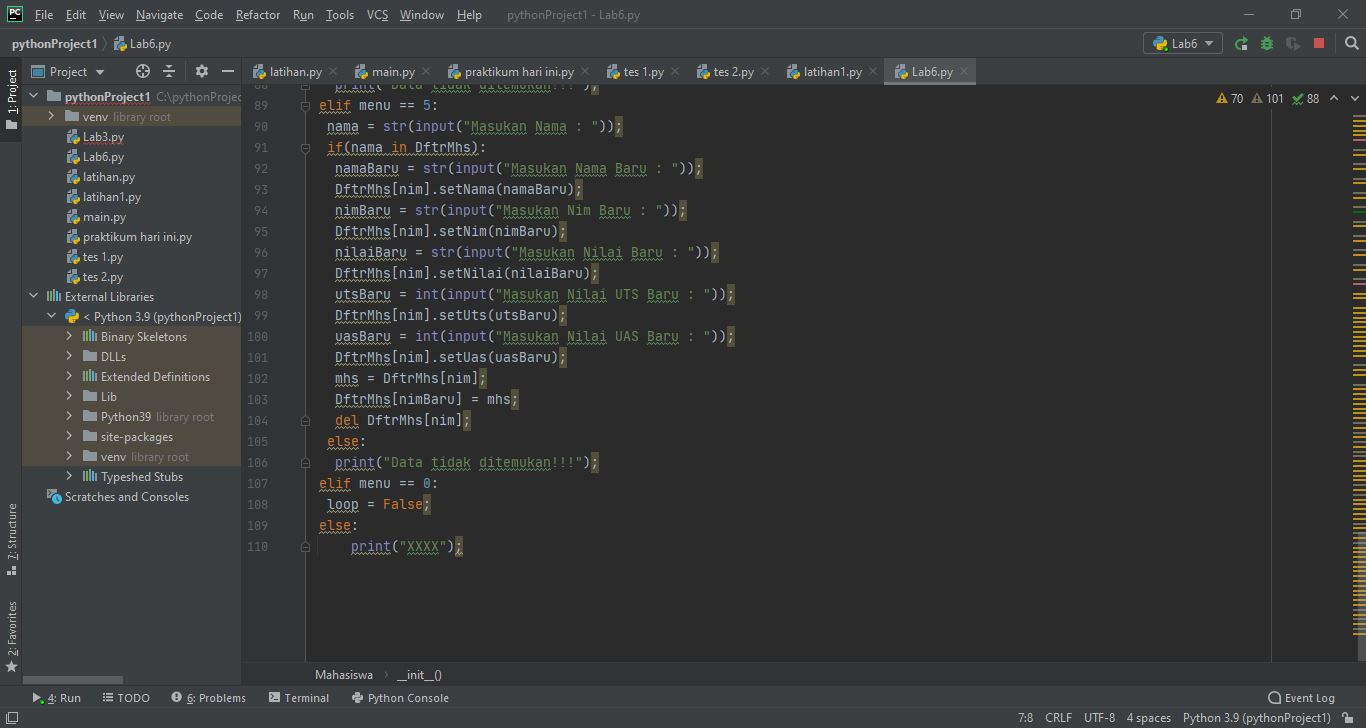 PC File Edit View Navigate Code Refactor Run Tools VCS Window Help pythonProject1 - Lab6.py
pythonProject1 Lab6.py Lab6
Project latihan.py main.py praktikum hari ini.py tes 1.py tes 2.py latihan1.py Lab6.py
1: Project
7: Structure
2: Favorites
pythonProject1 C:\pythonProjec
venv library root
Lab3.py
Lab6.py
latihan.py
latihan1.py
main.py
praktikum hari ini.py
tes 1.py
tes 2.py
External Libraries
< Python 3.9 (pythonProject1)
Binary Skeletons
DLLs
Extended Definitions
Lib
Python39 library root
site-packages
venv library root
Typeshed Stubs
Scratches and Consoles
70 101 88
88 print("Data tidak ditemukan!!!");
89 elif menu == 5:
90 nama = str(input("Masukan Nama : "));
91 if(nama in DftrMhs):
92 namaBaru = str(input("Masukan Nama Baru : "));
93 DftrMhs[nim].setNama(namaBaru);
94 nimBaru = str(input("Masukan Nim Baru : "));
95 DftrMhs[nim].setNim(nimBaru);
96 nilaiBaru = str(input("Masukan Nilai Baru : "));
97 DftrMhs[nim].setNilai(nilaiBaru);
98 utsBaru = int(input("Masukan Nilai UTS Baru : "));
99 DftrMhs[nim].setUts(utsBaru);
100 uasBaru = int(input("Masukan Nilai UAS Baru : "));
101 DftrMhs[nim].setUas(uasBaru);
102 mhs = DftrMhs[nim];
103 DftrMhs[nimBaru] = mhs;
104 del DftrMhs[nim];
105 else:
106 print("Data tidak ditemukan!!!");
107 elif menu == 0:
108 loop = False;
109 else:
110 print("XXXX");
Mahasiswa __init__()
4: Run TODO 6: Problems Terminal Python Console Event Log
7:8 CRLF UTF-8 4 spaces Python 3.9 (pythonProject1)